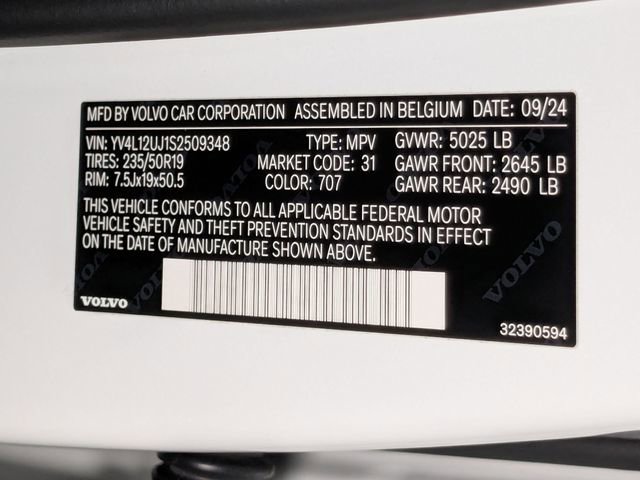 MFD BY VOLVO CAR CORPORATION ASSEMBLED IN BELGIUM DATE: 09/24
VIN: YV4L12UJ1S2509348 TYPE: MPV GVWR: 5025 LB
TIRES: 235/50R19 MARKET CODE: 31 GAWR FRONT: 2645 LB
RIM: 7.5Jx19x50.5 COLOR: 707 GAWR REAR: 2490 LB
THIS VEHICLE CONFORMS TO ALL APPLICABLE FEDERAL MOTOR
VEHICLE SAFETY AND THEFT PREVENTION STANDARDS IN EFFECT
ON THE DATE OF MANUFACTURE SHOWN ABOVE.
VOLVO
VOLVO
32390594